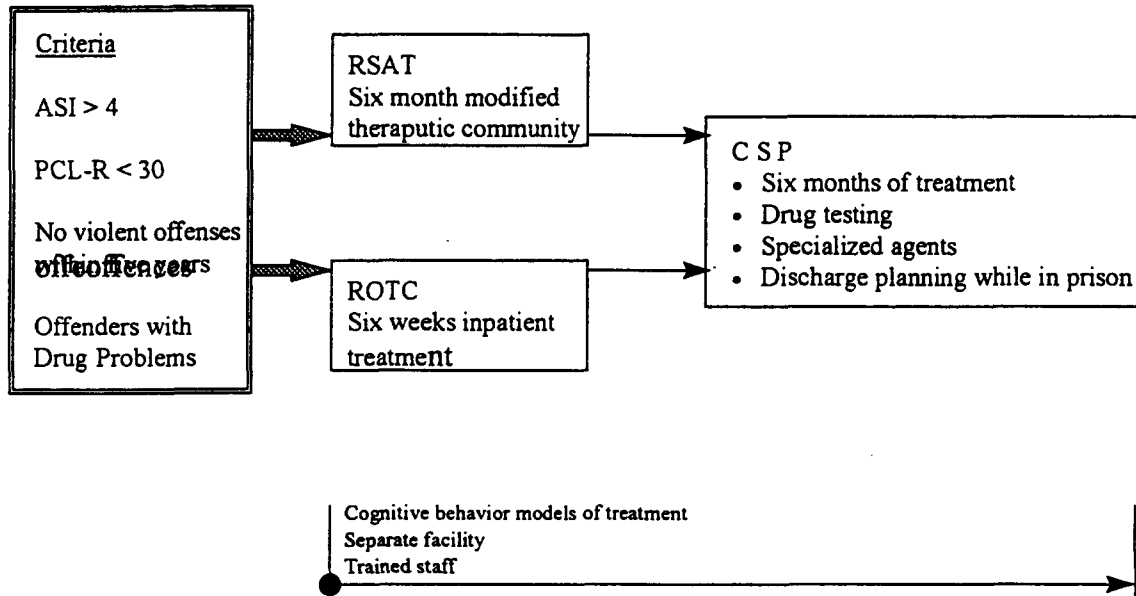 Criteria
ASI > 4
PCL-R < 30
No violent offenses
years
Offenders with
Drug Problems
RSAT
Six month modified
theraputic community
ROTC
Six weeks inpatient
treatment
C S P
• Six months of treatment
• Drug testing
• Specialized agents
• Discharge planning while in prison
Cognitive behavior models of treatment
Separate facility
Trained staff